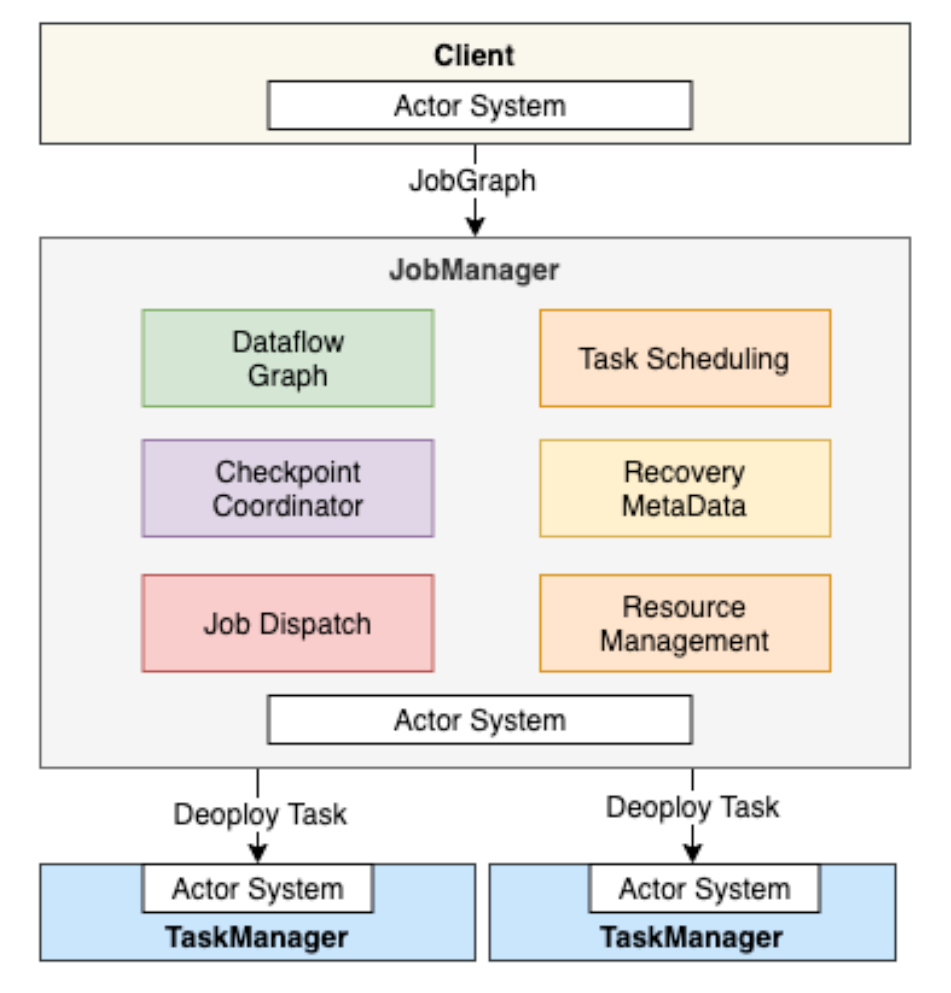 Client
Actor System
JobGraph
JobManager
Dataflow
Graph
Task Scheduling
Checkpoint
Coordinator
Recovery
MetaData
Job Dispatch
Resource
Management
Actor System
Deoploy Task
Deoploy Task
Actor System
TaskManager
Actor System
TaskManager